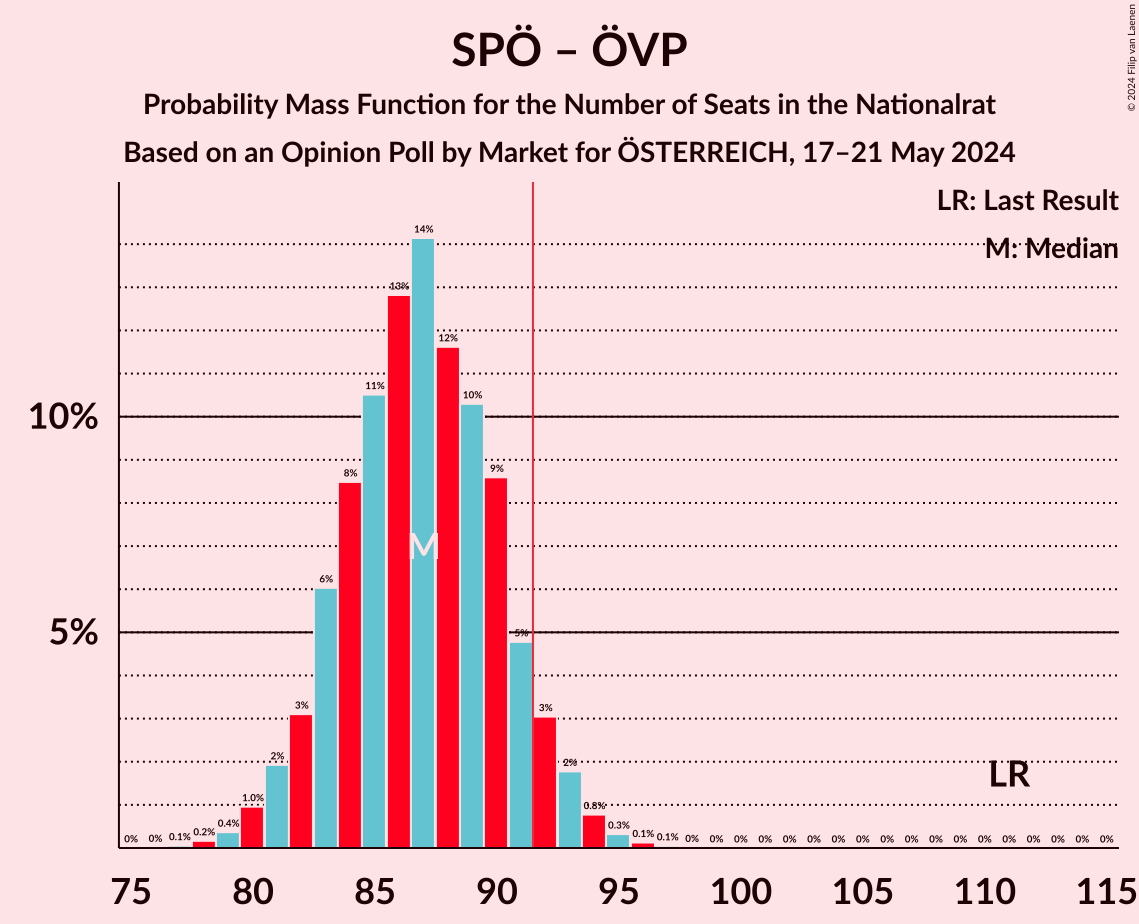 SPÖ – ÖVP
Probability Mass Function for the Number of Seats in the Nationalrat
Based on an Opinion Poll by Market for ÖSTERREICH, 17–21 May 2024
© 2024 Filip van Laenen
LR: Last Result
M: Median
10%
5%
0% 0% 0.1% 0.2% 0.4% 1.0% 2% 3% 6% 8% 11% 13% 14% 12% 10% 9% 5% 3% 2% 0.8% 0.3% 0.1% 0.1% 0% 0% 0% 0% 0% 0% 0% 0% 0% 0% 0% 0% 0% 0% 0% 0% 0% 0%
M
LR
75 80 85 90 95 100 105 110 115